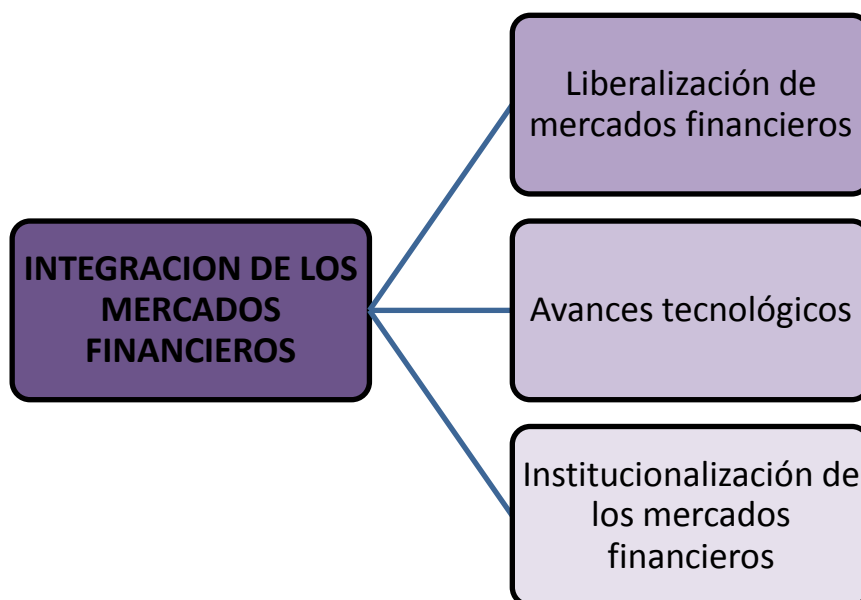 Liberalización de
mercados financieros
INTEGRACION DE LOS
MERCADOS
FINANCIEROS
Avances tecnológicos
Institucionalización de
los mercados
financieros